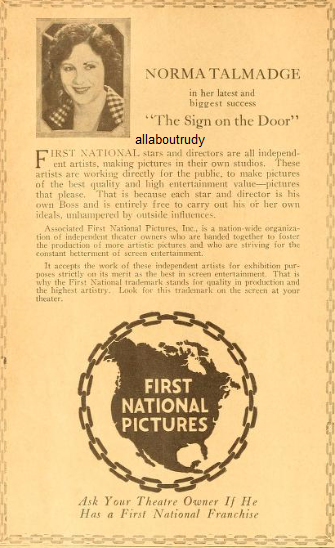 NORMA TALMADGE
in her latest and
biggest success
"The Sign on the Door"
allaboutrudy
FIRST NATIONAL stars and directors are all independ-
ent artists, making pictures in their own studios. These
artists are working directly for the public, to make pictures
of the best quality and high entertainment value—pictures
that please. That is because each star and director is his
own Boss and is entirely free to carry out his or her own
ideals, unhampered by outside influences.
Associated First National Pictures, Inc., is a nation-wide organiza-
tion of independent theater owners who are banded together to foster
the production of more artistic pictures and who are striving for the
constant betterment of screen entertainment.
It accepts the work of these independent artists for exhibition pur-
poses strictly on its merit as the best in screen entertainment. That is
why the First National trademark stands for quality in production and
the highest artistry. Look for this trademark on the screen at your
theater.
FIRST
NATIONAL
PICTURES
Ask Your Theatre Owner If He
Has a First National Franchise